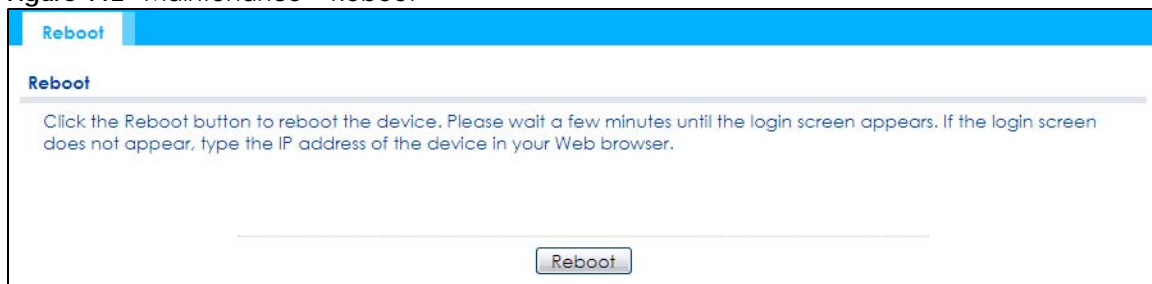 Reboot
Reboot
Click the Reboot button to reboot the device. Please wait a few minutes until the login screen appears. If the login screen
does not appear, type the IP address of the device in your Web browser.
Reboot